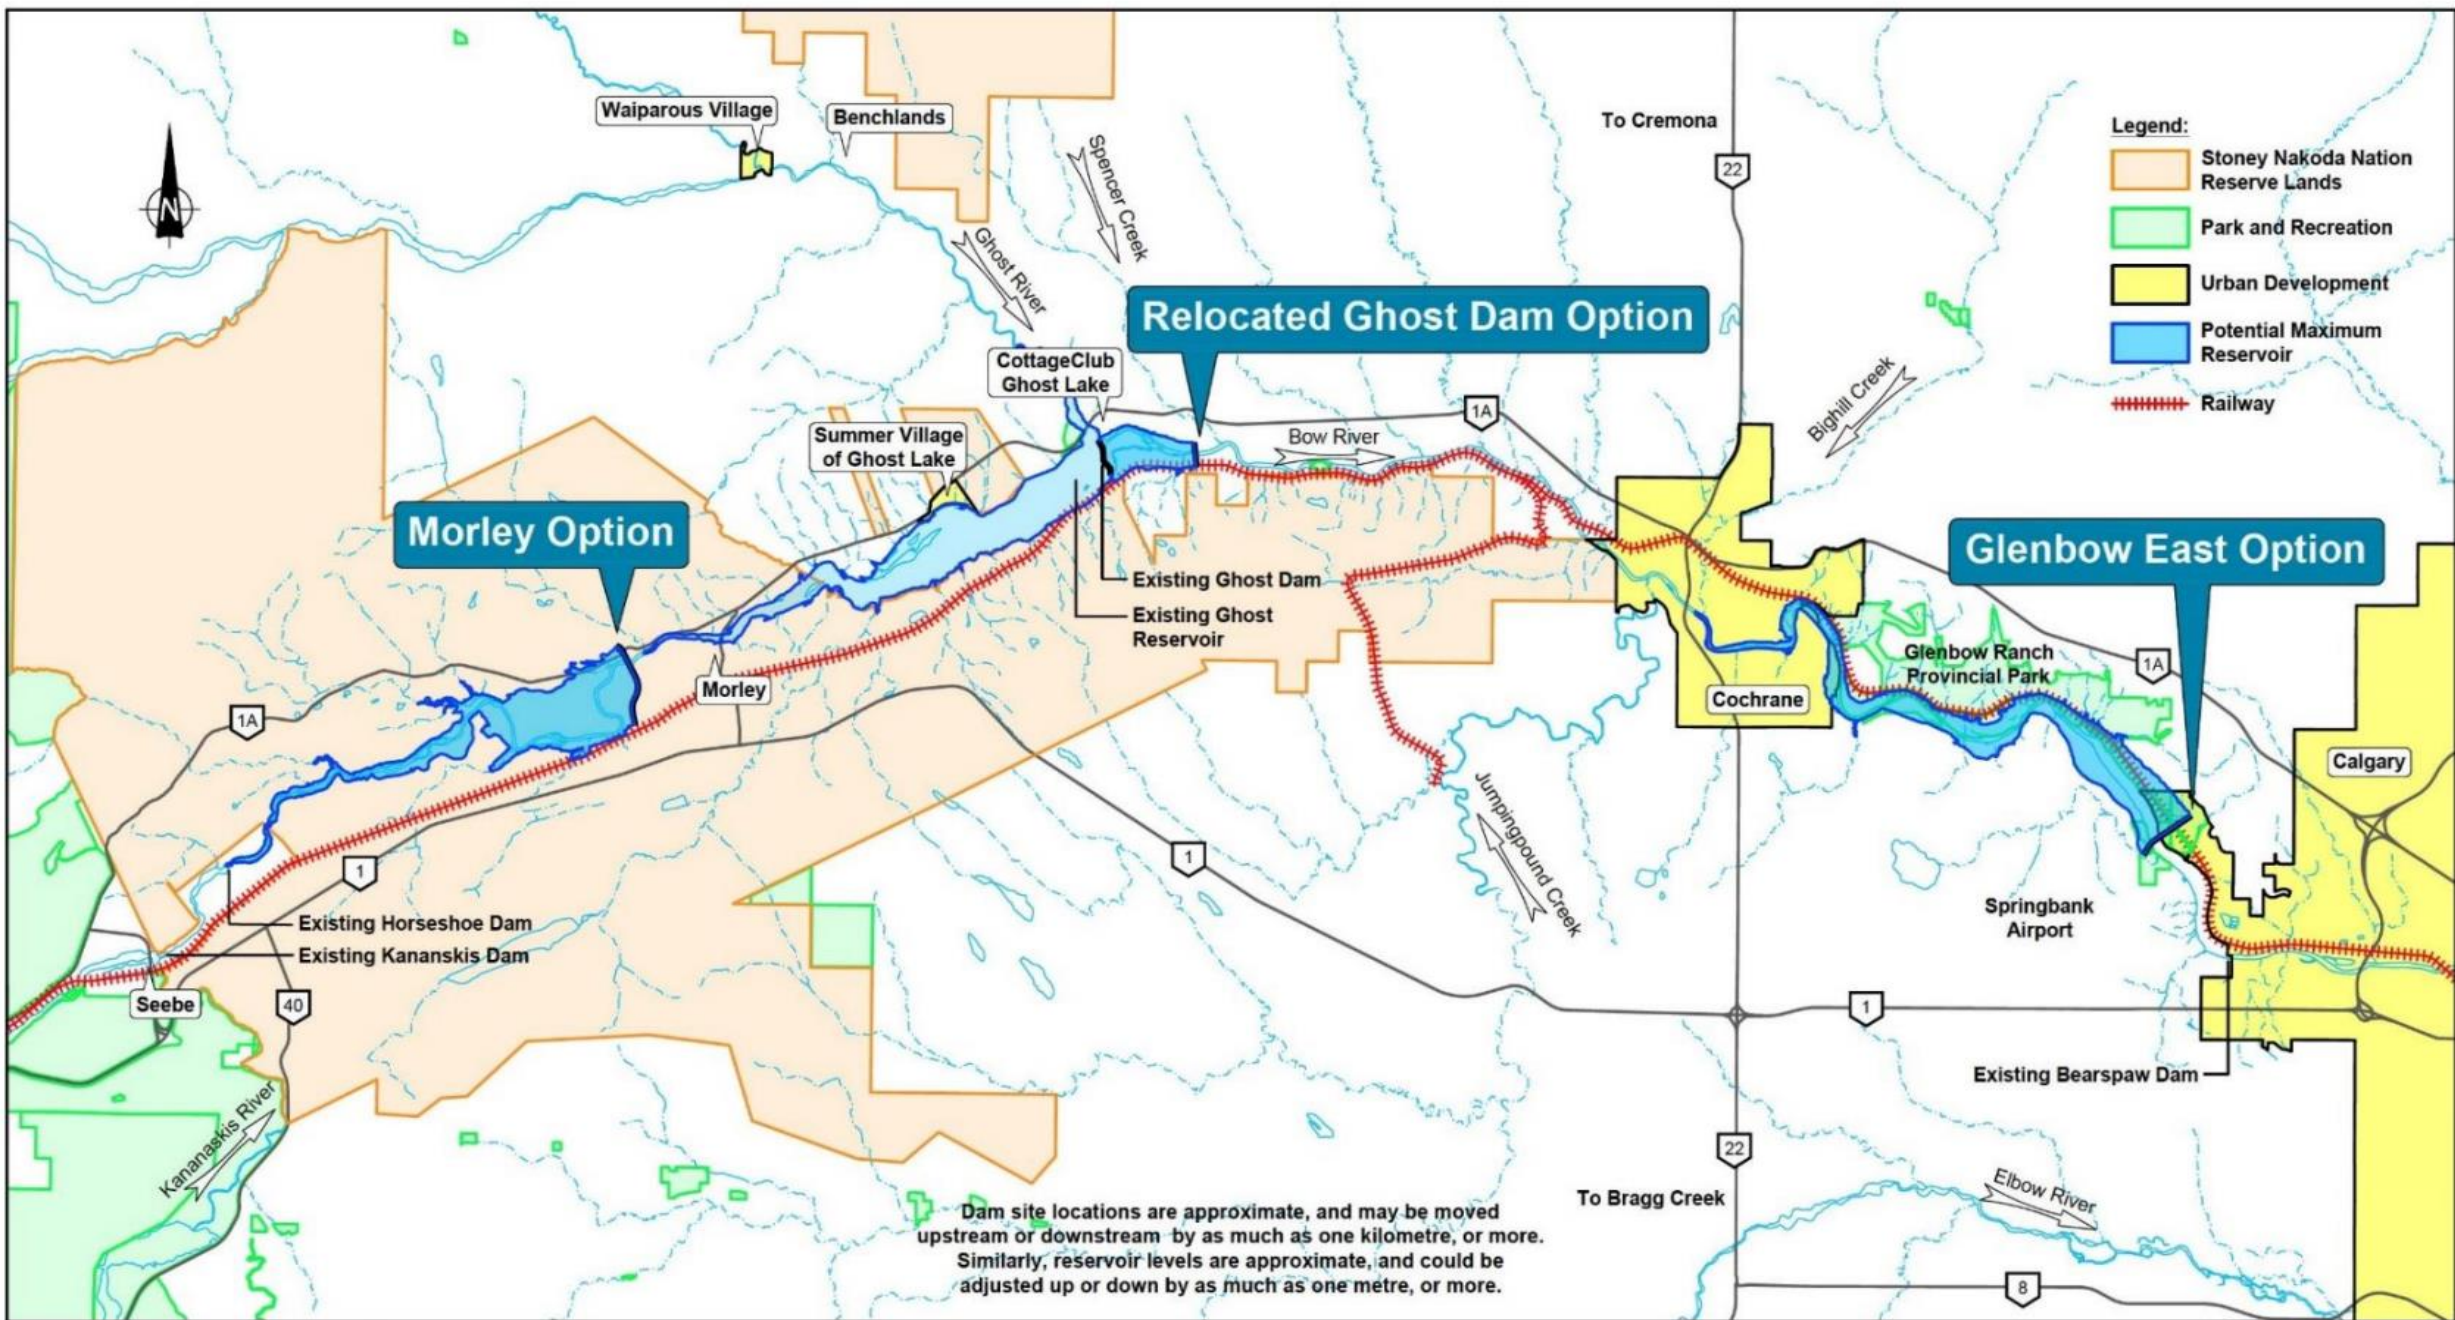 Waiparous Village
Benchlands
To Cremona
22
Spencer Creek
Ghost River
Legend:
Stoney Nakoda Nation
Reserve Lands
Park and Recreation
Urban Development
Potential Maximum
Reservoir
Railway
N
Relocated Ghost Dam Option
CottageClub
Ghost Lake
1A
Bighill Creek
Bow River
Summer Village
of Ghost Lake
Morley Option
Glenbow East Option
Existing Ghost Dam
Existing Ghost
Reservoir
Glenbow Ranch
Provincial Park
1A
Morley
Cochrane
1A
Calgary
Jumpingpound Creek
1
1
Existing Horseshoe Dam
Existing Kananskis Dam
Springbank
Airport
Seebe
40
1
Existing Bearspaw Dam
Kananaskis River
22
To Bragg Creek
Elbow River
Dam site locations are approximate, and may be moved
upstream or downstream by as much as one kilometre, or more.
Similarly, reservoir levels are approximate, and could be
adjusted up or down by as much as one metre, or more.
8